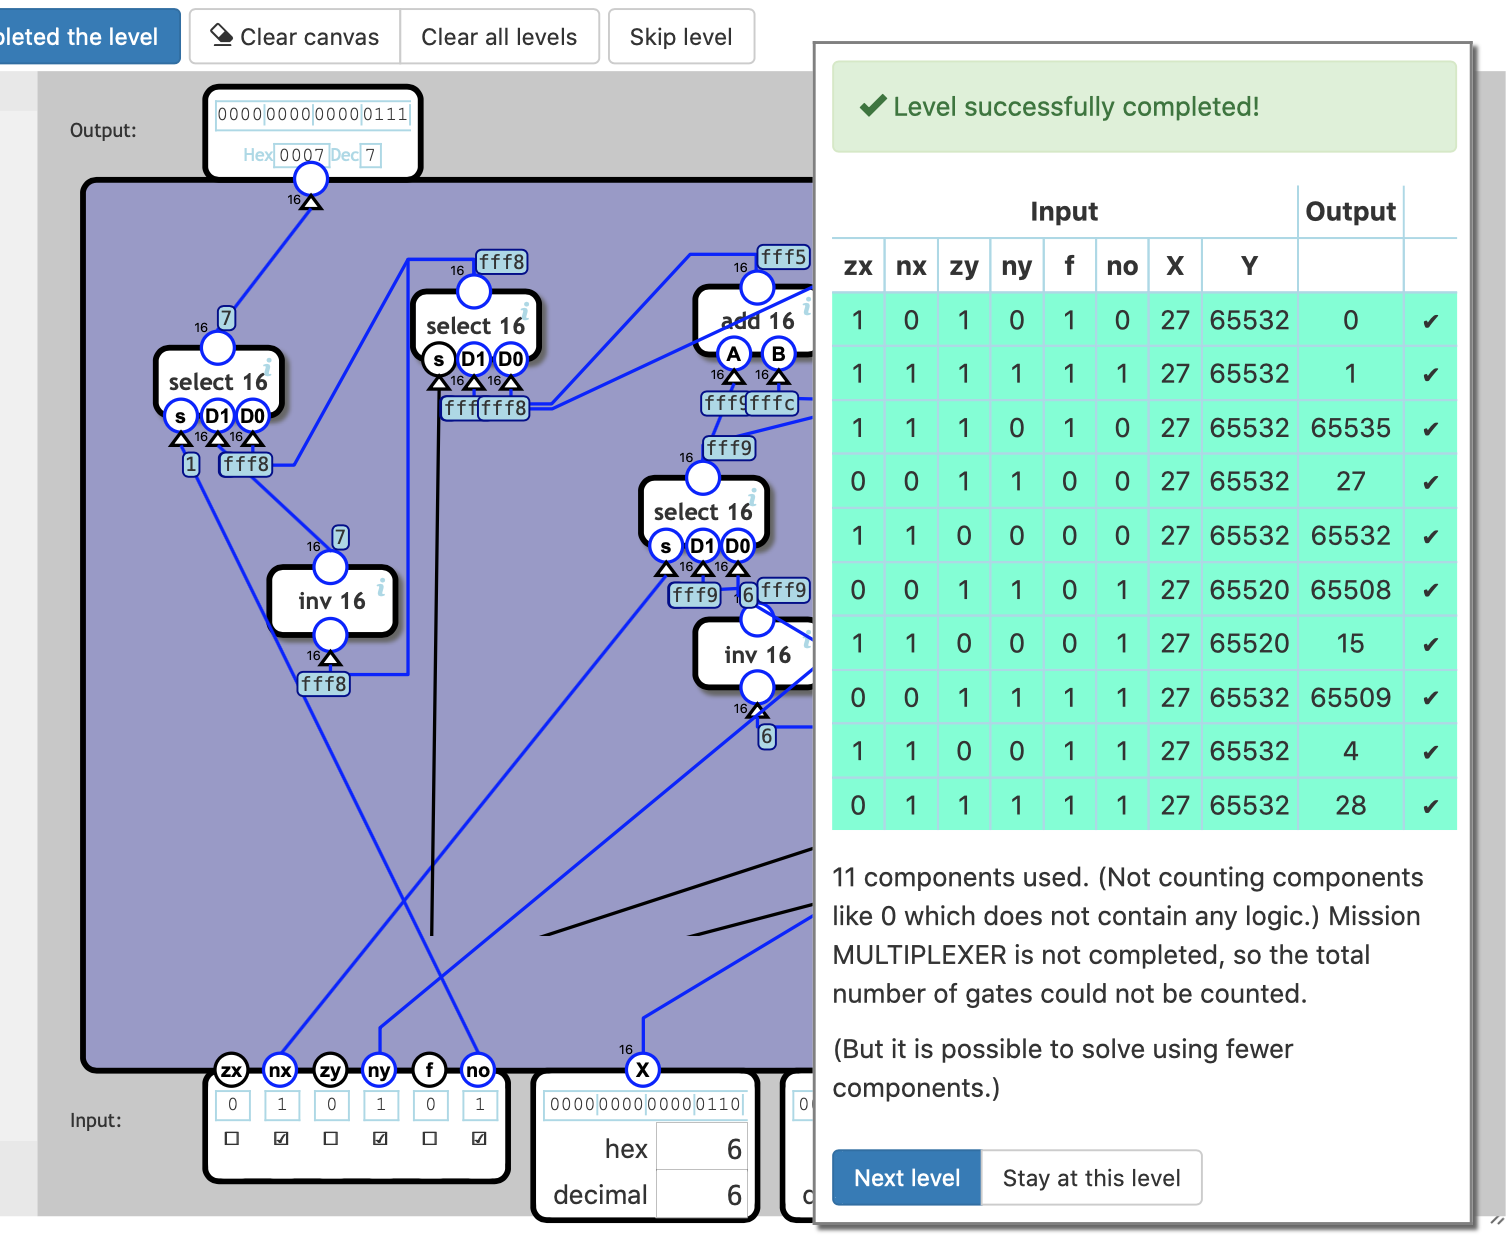 pleted the level
Clear canvas
Clear all levels
Skip level
Output:
0000 0000 0000 0111
Hex 0007 Dec 7
16
fff8
16
select 16
s D1 D0
16 16
fff8
fff5
16
add 16
A B
16 16
fff9 fffc
7
16
select 16
s D1 D0
16 16
1 fff8
fff9
16
select 16
s D1 D0
16 16
fff9 6 fff9
7
16
inv 16
16
fff8
inv 16
16
6
zx nx zy ny f no
0 1 0 1 0 1
Input:
16
X
0000 0000 0000 0110
hex 6
decimal 6
Level successfully completed!
Input Output
zx nx zy ny f no X Y
1 0 1 0 1 0 27 65532 0 ✔
1 1 1 1 1 1 27 65532 1 ✔
1 1 1 0 1 0 27 65532 65535 ✔
0 0 1 1 0 0 27 65532 27 ✔
1 1 0 0 0 0 27 65532 65532 ✔
0 0 1 1 0 1 27 65520 65508 ✔
1 1 0 0 0 1 27 65520 15 ✔
0 0 1 1 1 1 27 65532 65509 ✔
1 1 0 0 1 1 27 65532 4 ✔
0 1 1 1 1 1 27 65532 28 ✔
11 components used. (Not counting components
like 0 which does not contain any logic.) Mission
MULTIPLEXER is not completed, so the total
number of gates could not be counted.
(But it is possible to solve using fewer
components.)
Next level
Stay at this level